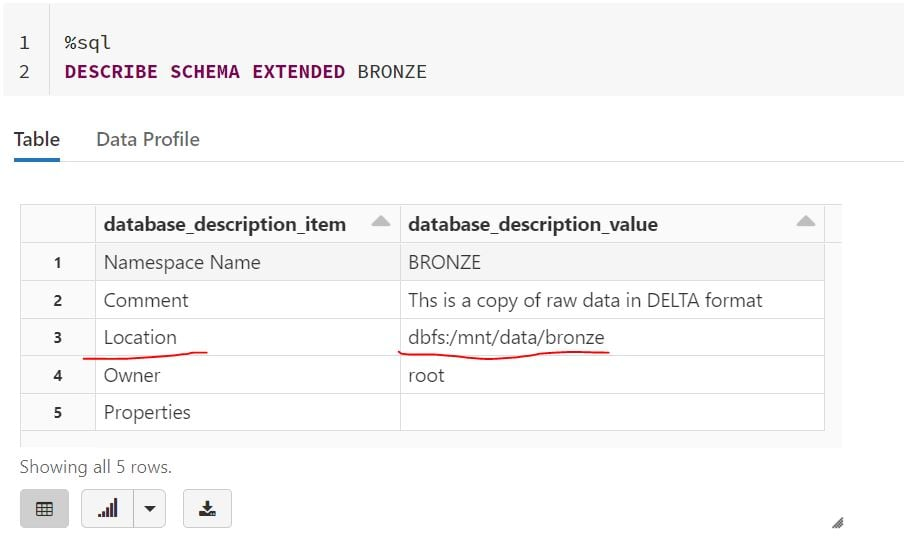 1 %sql
2 DESCRIBE SCHEMA EXTENDED BRONZE
Table Data Profile
database_description_item database_description_value
1 Namespace Name BRONZE
2 Comment Ths is a copy of raw data in DELTA format
3 Location dbfs:/mnt/data/bronze
4 Owner root
5 Properties
Showing all 5 rows.